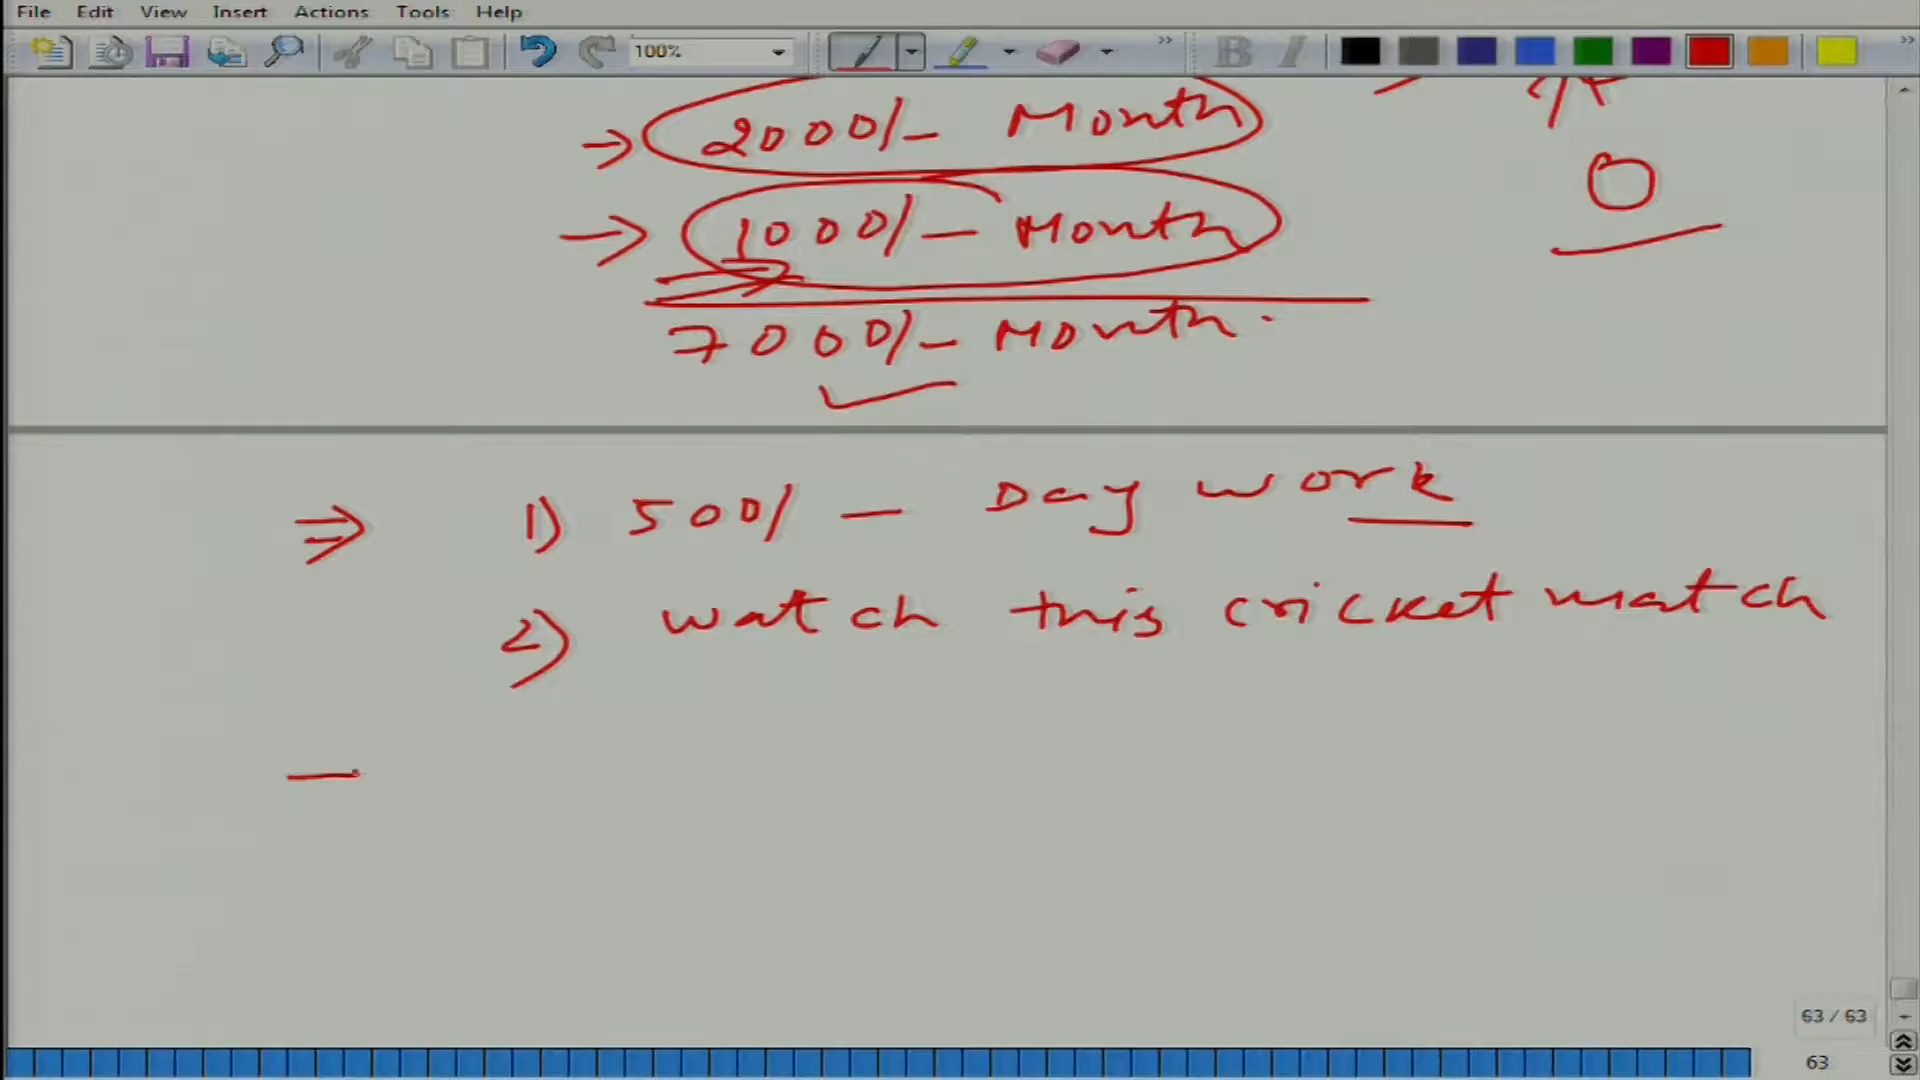 File Edit View Insert Actions Tools Help
100%
B I
→ 2000/- Month
0
→ 1000/- Month
7000/- Month.
⇒ 1) 500/- Day work
2) watch this cricket match
63 / 63
63